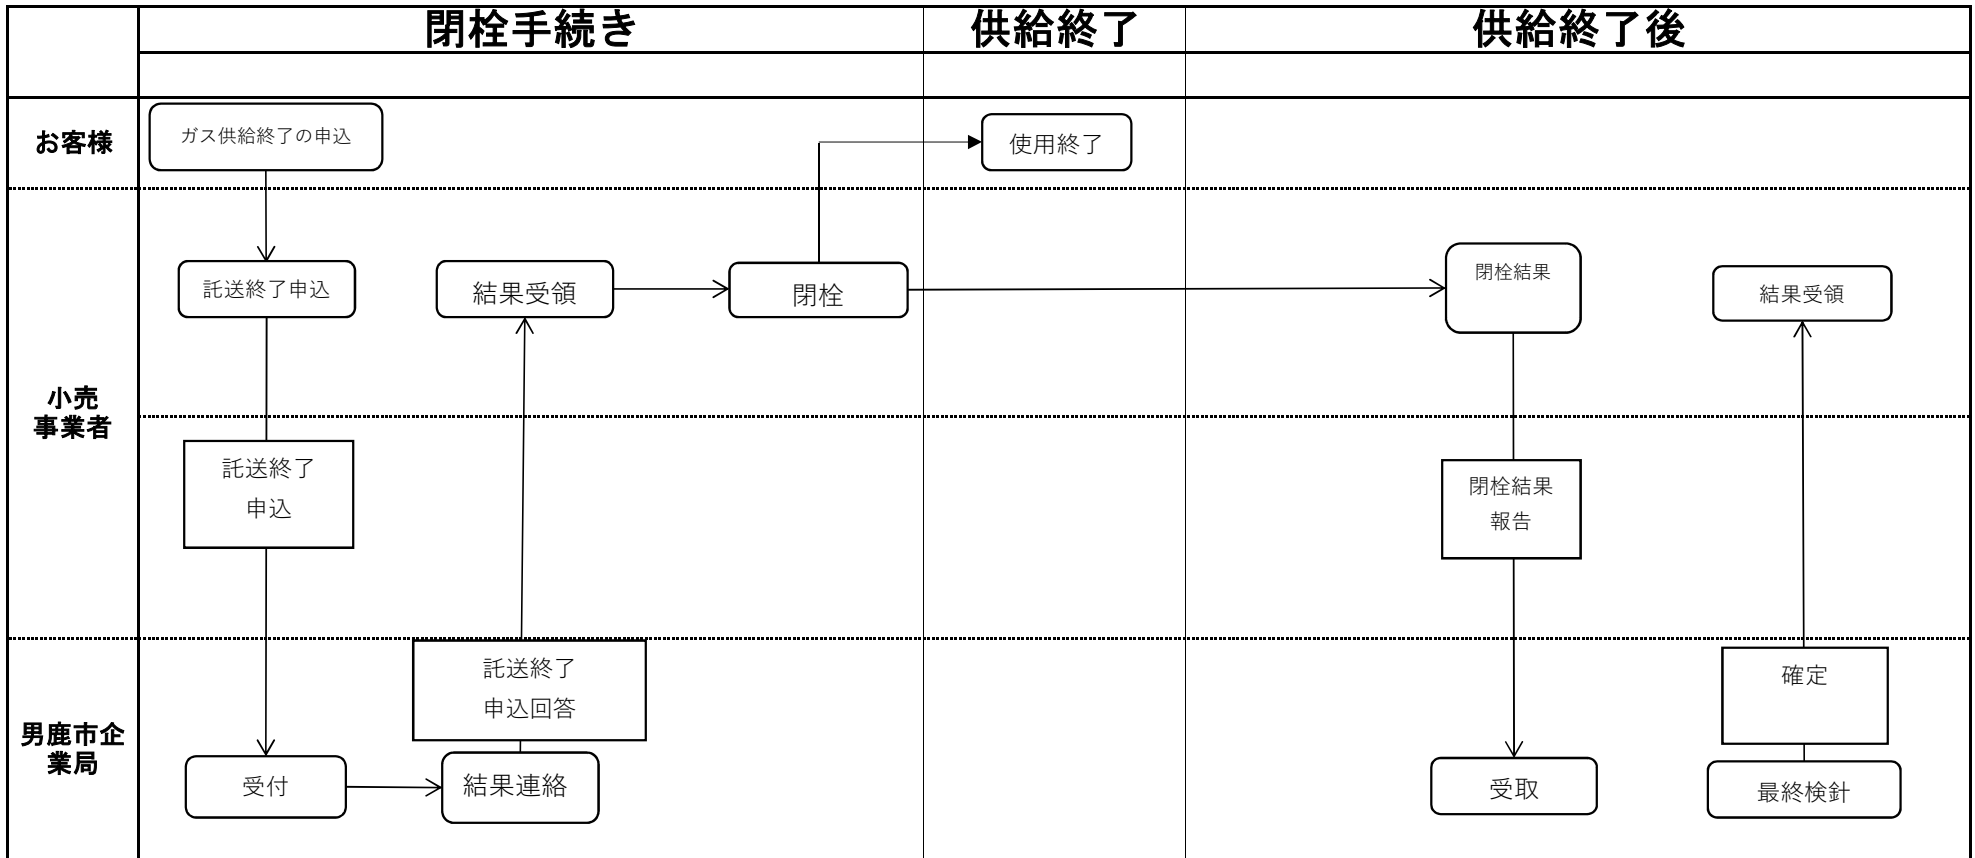 閉栓手続き
供給終了
供給終了後
お客様
ガス供給終了の申込
使用終了
小売
事業者
託送終了申込
結果受領
閉栓
閉栓結果
結果受領
託送終了
申込
閉栓結果
報告
男鹿市企
業局
託送終了
申込回答
確定
受付
結果連絡
受取
最終検針